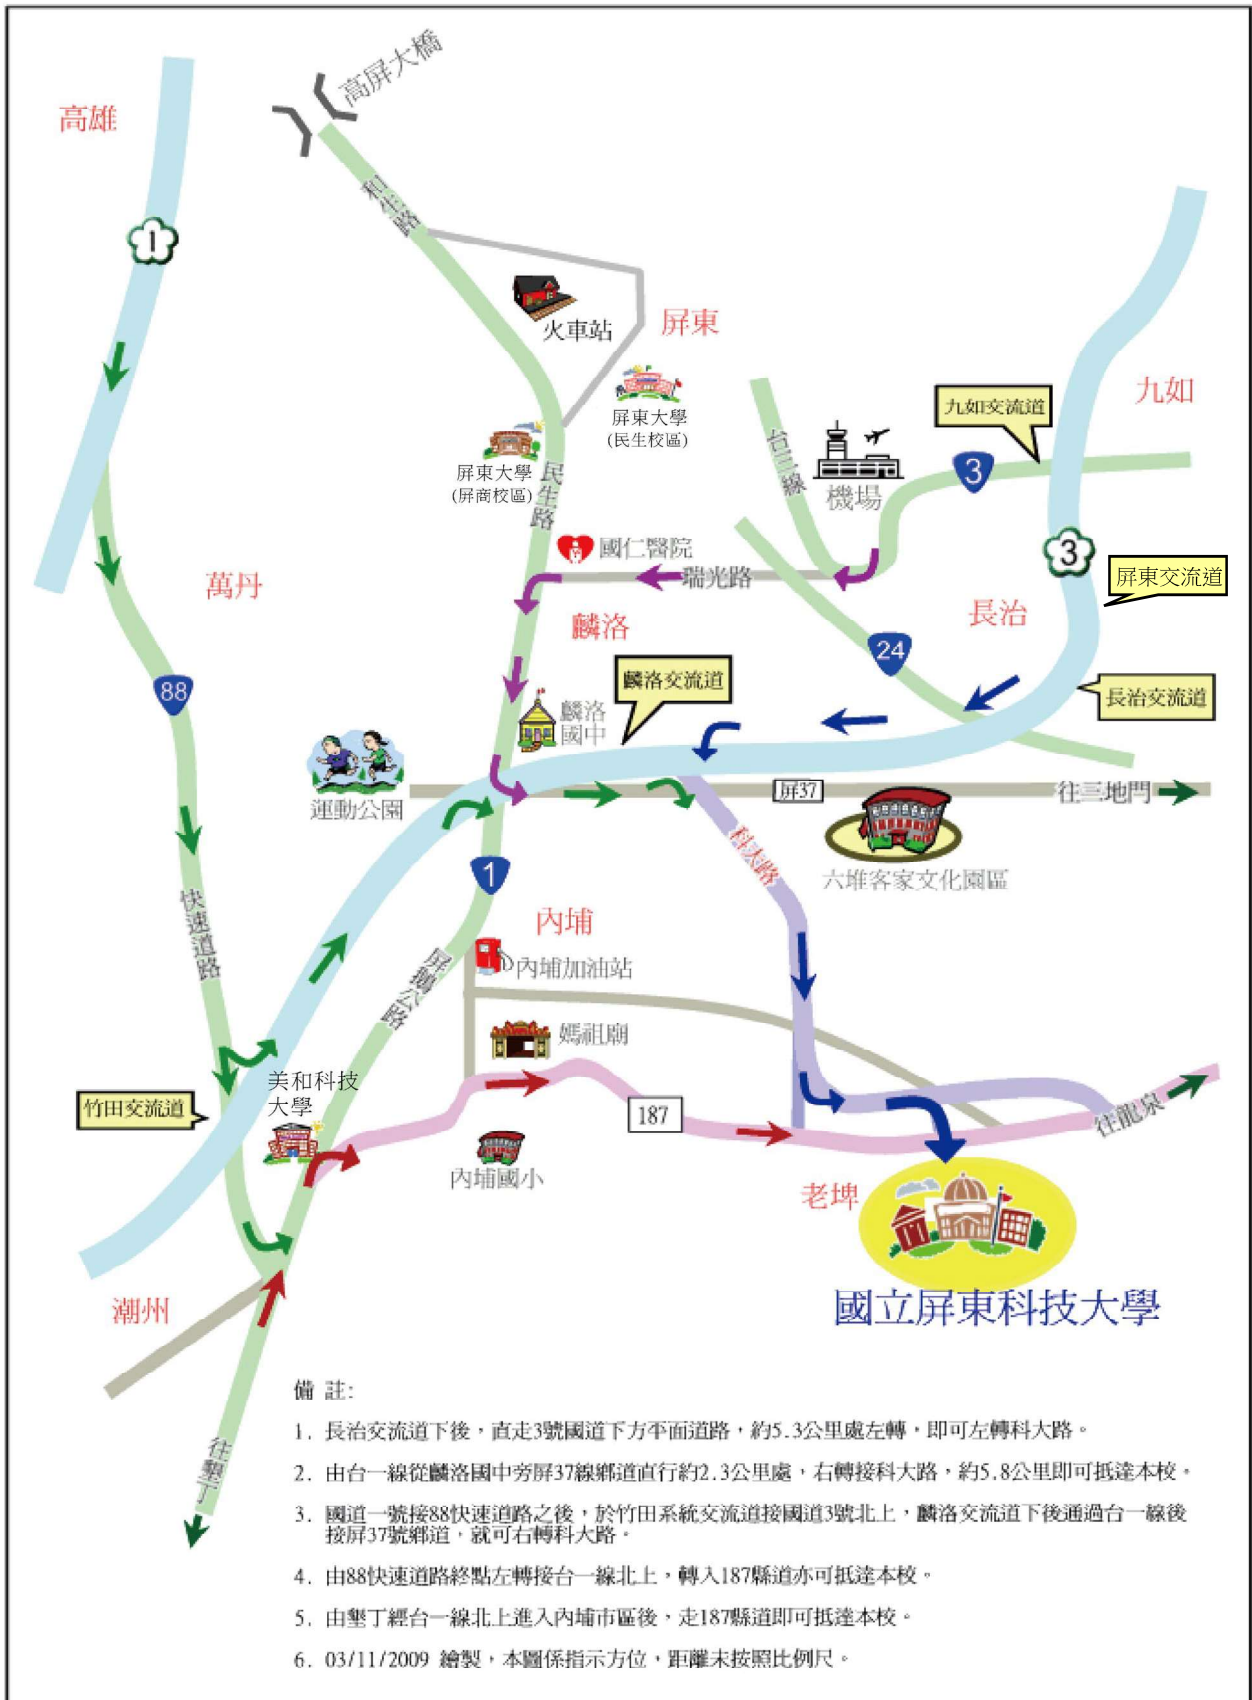 高屏大橋
高雄
1
和生路
火車站
屏東
屏東大學
(民生校區)
九如
九如交流道
台三線
機場
3
屏東大學
(屏商校區)
民生路
國仁醫院
瑞光路
3
屏東交流道
萬丹
麟洛
長治
24
麟洛交流道
長治交流道
88
麟洛
國中
運動公園
屏37
往三地門
科大路
六堆客家文化園區
1
快速道路
內埔
屏鵝公路
內埔加油站
媽祖廟
美和科技
大學
竹田交流道
187
往龍泉
內埔國小
老埤
國立屏東科技大學
潮州
往墾丁
備 註:
1. 長治交流道下後，直走3號國道下方平面道路，約5.3公里處左轉，即可左轉科大路。
2. 由台一線從麟洛國中旁屏37線鄉道直行約2.3公里處，右轉接科大路，約5.8公里即可抵達本校。
3. 國道一號接88快速道路之後，於竹田系統交流道接國道3號北上，麟洛交流道下後通過台一線後
接屏37號鄉道，就可右轉科大路。
4. 由88快速道路終點左轉接台一線北上，轉入187縣道亦可抵達本校。
5. 由墾丁經台一線北上進入內埔市區後，走187縣道即可抵達本校。
6. 03/11/2009 繪製，本圖係指示方位，距離未按照比例尺。